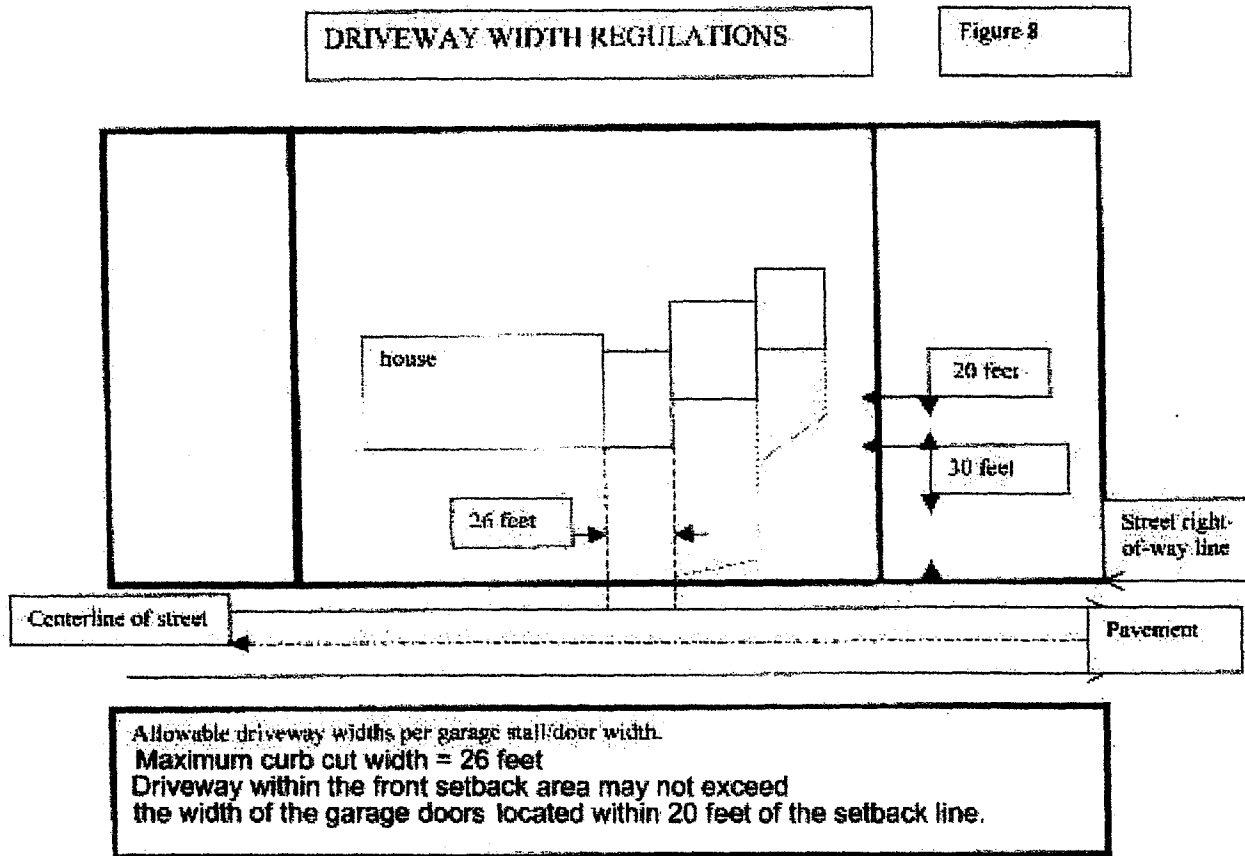 DRIVEWAY WIDTH REGULATIONS
Figure 8
house
20 feet
30 feet
26 feet
Street right-
of-way line
Centerline of street
Pavement
Allowable driveway widths per garage stall/door width.
Maximum curb cut width = 26 feet
Driveway within the front setback area may not exceed
the width of the garage doors located within 20 feet of the setback line.